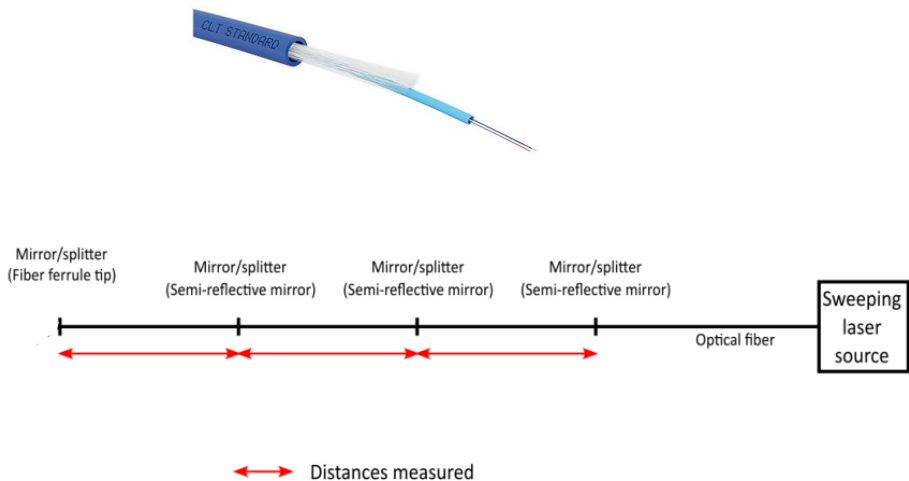 CLT STANDARD
Mirror/splitter
(Fiber ferrule tip)
Mirror/splitter
(Semi-reflective mirror)
Mirror/splitter
(Semi-reflective mirror)
Mirror/splitter
(Semi-reflective mirror)
Sweeping
laser
source
Optical fiber
Distances measured